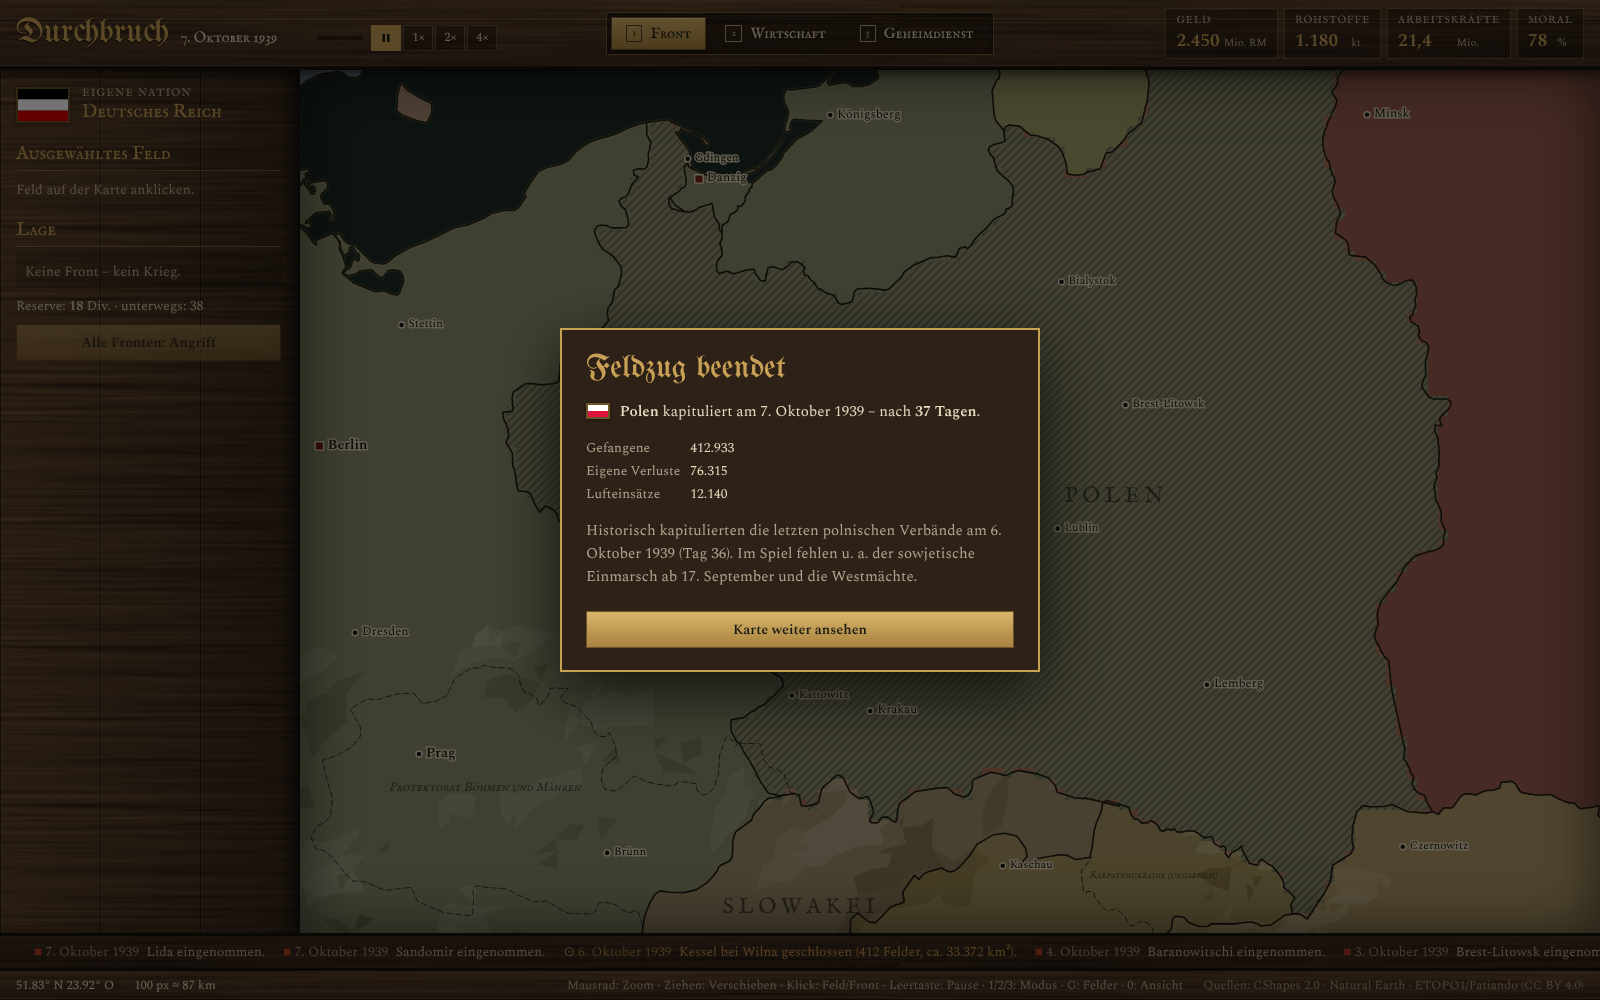 Durchbruch 7. Oktober 1939 1× 2× 4× 1 Front 2 Wirtschaft 3 Geheimdienst
GELD ROHSTOFFE ARBEITSKRÄFTE MORAL
2.450 Mio. RM 1.180 kt 21,4 Mio. 78 %
EIGENE NATION
Deutsches Reich
Ausgewähltes Feld
Feld auf der Karte anklicken.
Lage
Keine Front – kein Krieg.
Reserve: 18 Div. · unterwegs: 38
Alle Fronten: Angriff
Königsberg
Minsk
Gdingen
Danzig
Bialystok
Stettin
Brest-Litowsk
Berlin
POLEN
Lublin
Dresden
Lemberg
Kattowitz
Krakau
Prag
Protektorat Böhmen und Mähren
Brünn
Czernowitz
Kaschau
Karpatenukraine (ungarisch)
SLOWAKEI
Feldzug beendet
Polen kapituliert am 7. Oktober 1939 – nach 37 Tagen.
Gefangene 412.933
Eigene Verluste 76.315
Lufteinsätze 12.140
Historisch kapitulierten die letzten polnischen Verbände am 6.
Oktober 1939 (Tag 36). Im Spiel fehlen u. a. der sowjetische
Einmarsch ab 17. September und die Westmächte.
Karte weiter ansehen
7. Oktober 1939 Lida eingenommen. 7. Oktober 1939 Sandomir eingenommen. 6. Oktober 1939 Kessel bei Wilna geschlossen (412 Felder, ca. 33.372 km²). 4. Oktober 1939 Baranowitschi eingenommen. 3. Oktober 1939 Brest-Litowsk eingenom
51.83° N 23.92° O 100 px ≈ 87 km Mausrad: Zoom · Ziehen: Verschieben · Klick: Feld/Front · Leertaste: Pause · 1/2/3: Modus · G: Felder · 0: Ansicht Quellen: CShapes 2.0 · Natural Earth · ETOPO1/Fatiando (CC BY 4.0)